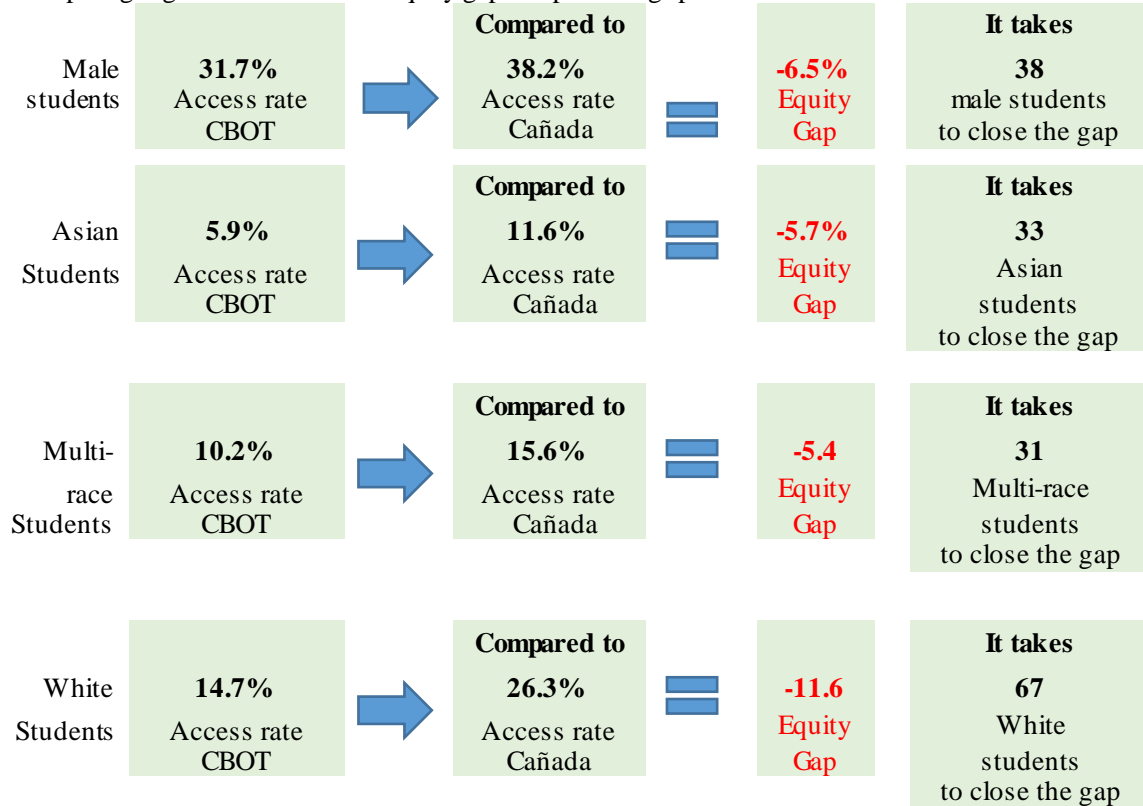 Compared to
It takes
Male
students
31.7%
Access rate
CBOT
38.2%
Access rate
Cañada
-6.5%
Equity
Gap
38
male students
to close the gap
Compared to
It takes
Asian
Students
5.9%
Access rate
CBOT
11.6%
Access rate
Cañada
-5.7%
Equity
Gap
33
Asian
students
to close the gap
Compared to
It takes
Multi-
race
Students
10.2%
Access rate
CBOT
15.6%
Access rate
Cañada
-5.4
Equity
Gap
31
Multi-race
students
to close the gap
Compared to
It takes
White
Students
14.7%
Access rate
CBOT
26.3%
Access rate
Cañada
-11.6
Equity
Gap
67
White
students
to close the gap